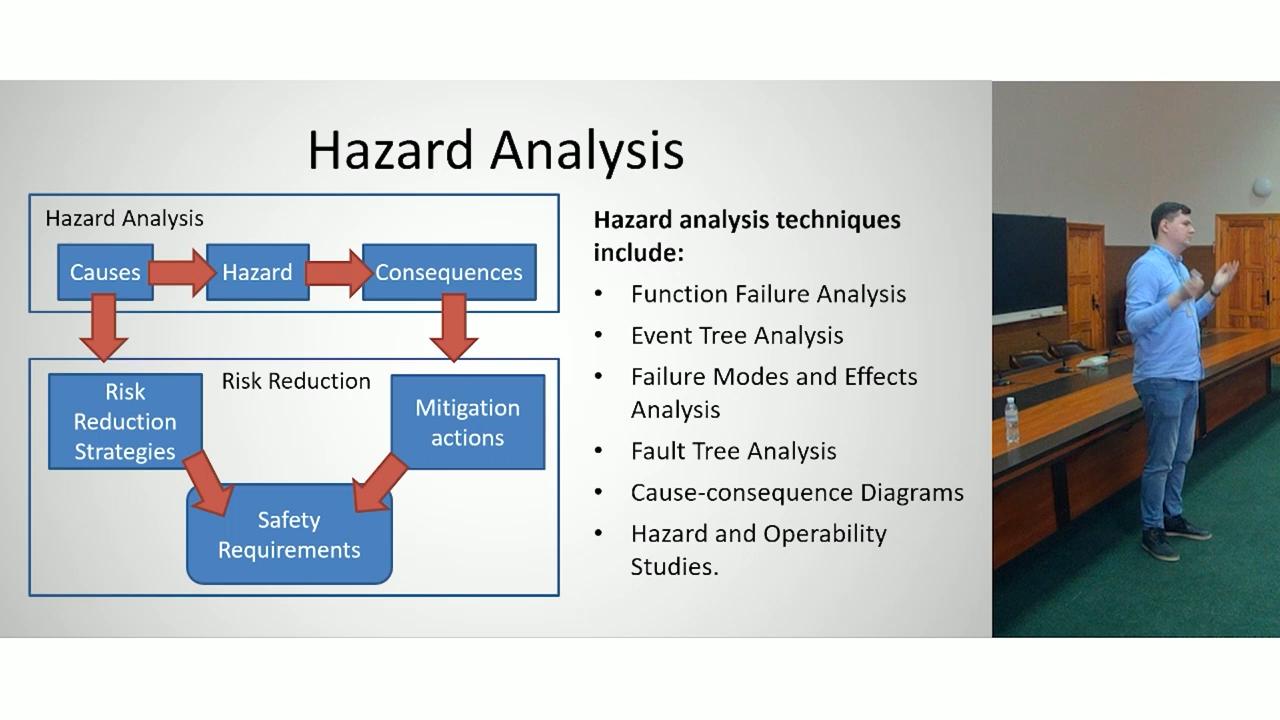 Hazard Analysis
Hazard Analysis
Causes
Hazard
Consequences
Risk
Reduction
Strategies
Risk Reduction
Mitigation
actions
Safety
Requirements
Hazard analysis techniques
include:
• Function Failure Analysis
• Event Tree Analysis
• Failure Modes and Effects
Analysis
• Fault Tree Analysis
• Cause-consequence Diagrams
• Hazard and Operability
Studies.